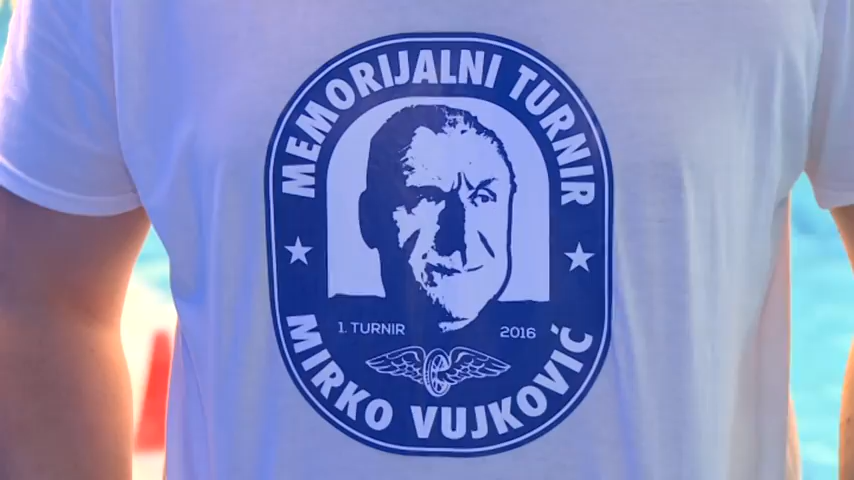 MEMORIJALNI TURNIR
1. TURNIR 2016
MIRKO VUJKOVIĆ